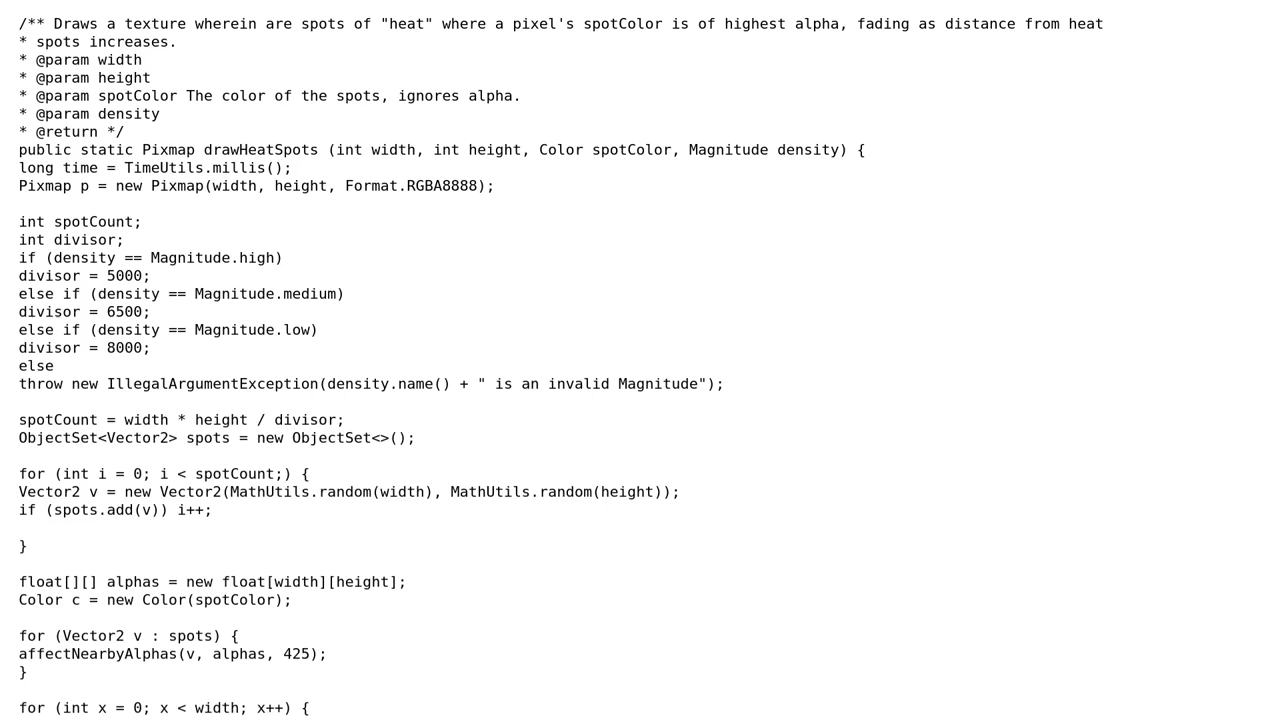 /** Draws a texture wherein are spots of "heat" where a pixel's spotColor is of highest alpha, fading as distance from heat
* spots increases.
* @param width
* @param height
* @param spotColor The color of the spots, ignores alpha.
* @param density
* @return */
public static Pixmap drawHeatSpots (int width, int height, Color spotColor, Magnitude density) {
long time = TimeUtils.millis();
Pixmap p = new Pixmap(width, height, Format.RGBA8888);

int spotCount;
int divisor;
if (density == Magnitude.high)
divisor = 5000;
else if (density == Magnitude.medium)
divisor = 6500;
else if (density == Magnitude.low)
divisor = 8000;
else
throw new IllegalArgumentException(density.name() + " is an invalid Magnitude");

spotCount = width * height / divisor;
ObjectSet<Vector2> spots = new ObjectSet<>();

for (int i = 0; i < spotCount;) {
Vector2 v = new Vector2(MathUtils.random(width), MathUtils.random(height));
if (spots.add(v)) i++;

}

float[][] alphas = new float[width][height];
Color c = new Color(spotColor);

for (Vector2 v : spots) {
affectNearbyAlphas(v, alphas, 425);
}

for (int x = 0; x < width; x++) {